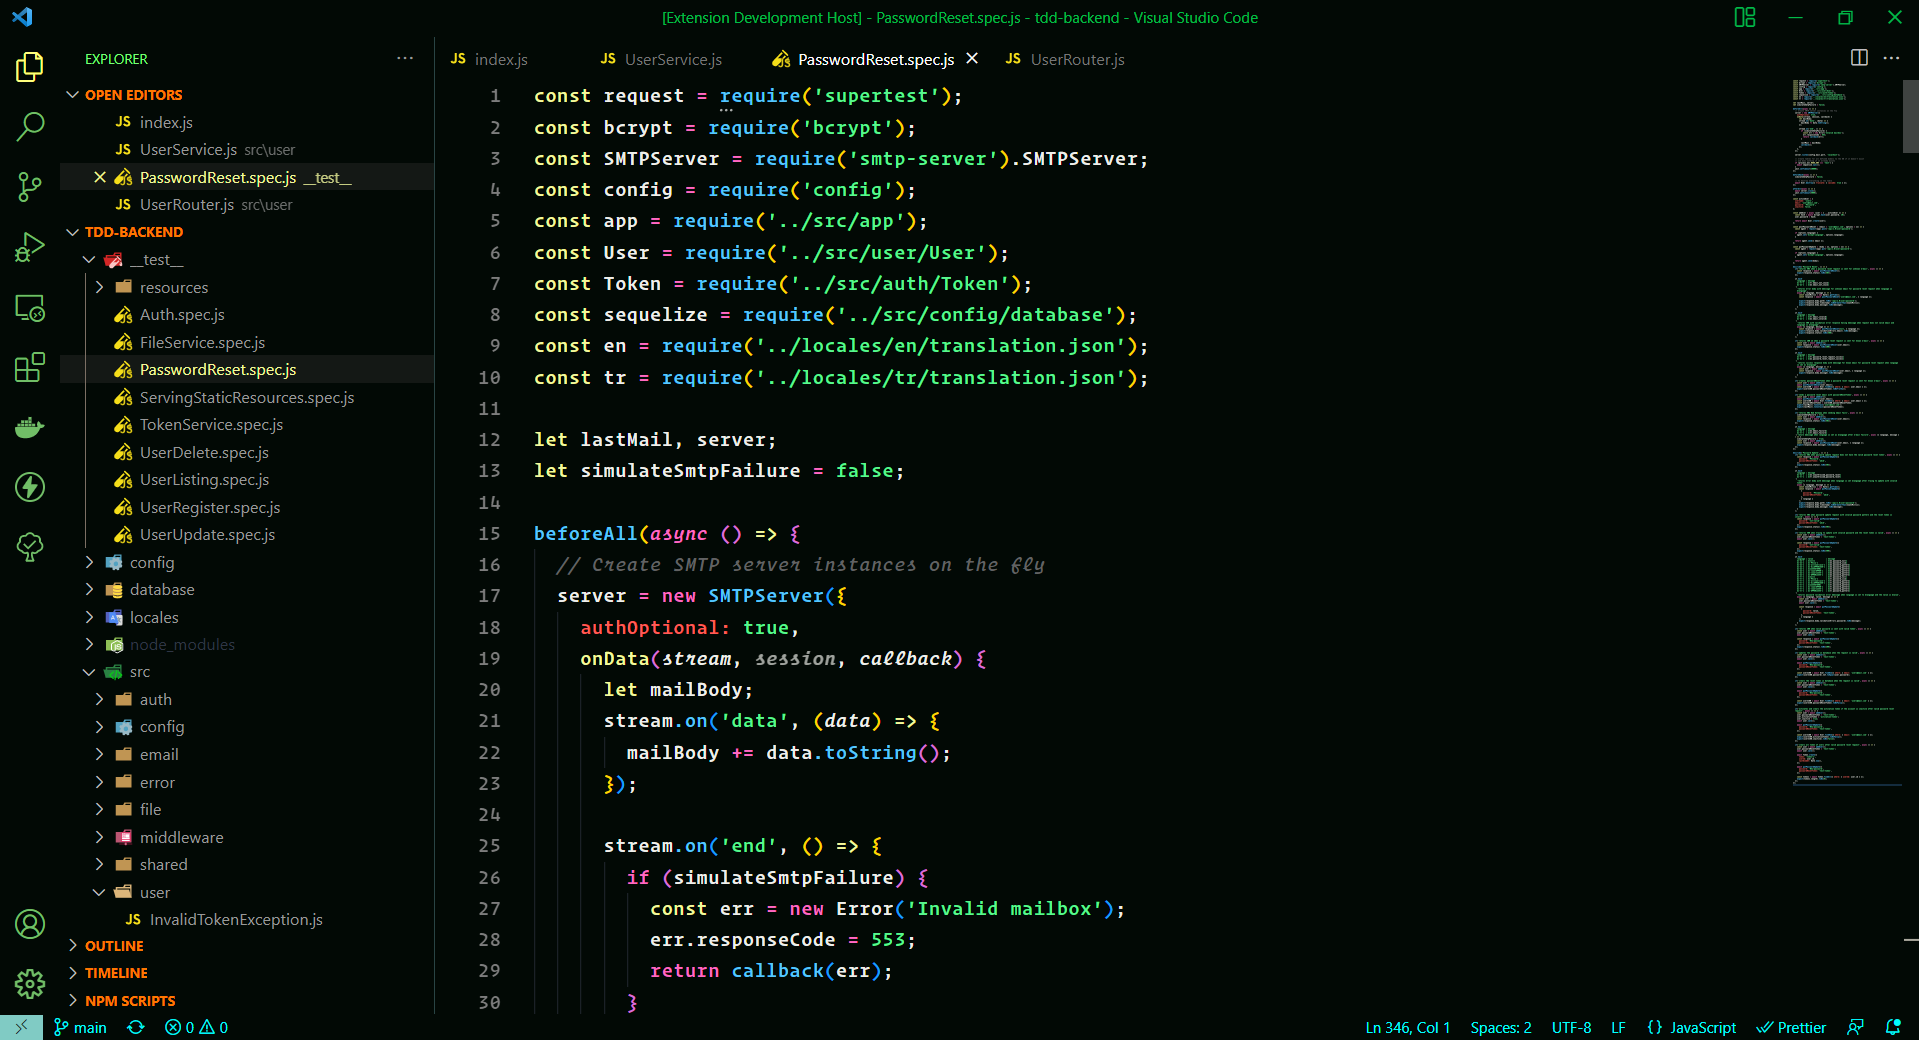 [Extension Development Host] - PasswordReset.spec.js - tdd-backend - Visual Studio Code
EXPLORER
OPEN EDITORS
JS index.js
JS UserService.js src\user
PasswordReset.spec.js __test__
JS UserRouter.js src\user
TDD-BACKEND
__test__
resources
Auth.spec.js
FileService.spec.js
PasswordReset.spec.js
ServingStaticResources.spec.js
TokenService.spec.js
UserDelete.spec.js
UserListing.spec.js
UserRegister.spec.js
UserUpdate.spec.js
config
database
locales
node_modules
src
auth
config
email
error
file
middleware
shared
user
JS InvalidTokenException.js
OUTLINE
TIMELINE
NPM SCRIPTS
JS index.js JS UserService.js PasswordReset.spec.js JS UserRouter.js
1 const request = require('supertest');
2 const bcrypt = require('bcrypt');
3 const SMTPServer = require('smtp-server').SMTPServer;
4 const config = require('config');
5 const app = require('../src/app');
6 const User = require('../src/user/User');
7 const Token = require('../src/auth/Token');
8 const sequelize = require('../src/config/database');
9 const en = require('../locales/en/translation.json');
10 const tr = require('../locales/tr/translation.json');
11
12 let lastMail, server;
13 let simulateSmtpFailure = false;
14
15 beforeAll(async () => {
16 // Create SMTP server instances on the fly
17 server = new SMTPServer({
18 authOptional: true,
19 onData(stream, session, callback) {
20 let mailBody;
21 stream.on('data', (data) => {
22 mailBody += data.toString();
23 });
24
25 stream.on('end', () => {
26 if (simulateSmtpFailure) {
27 const err = new Error('Invalid mailbox');
28 err.responseCode = 553;
29 return callback(err);
30 }
main 0 0 Ln 346, Col 1 Spaces: 2 UTF-8 LF {} JavaScript Prettier